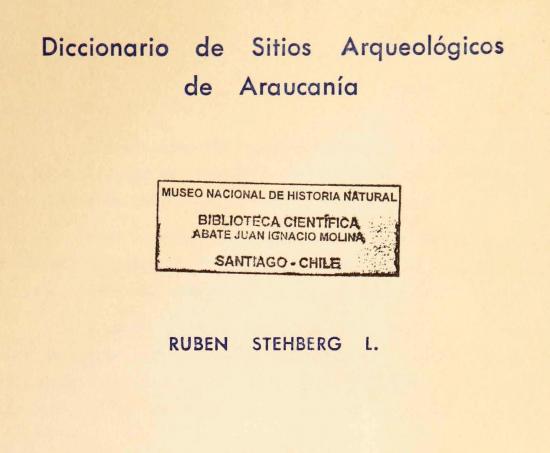 Diccionario de Sitios Arqueológicos
de Araucanía
MUSEO NACIONAL DE HISTORIA NATURAL
BIBLIOTECA CIENTÍFICA
ABATE JUAN IGNACIO MOLINA
SANTIAGO - CHILE
RUBEN STEHBERG L.